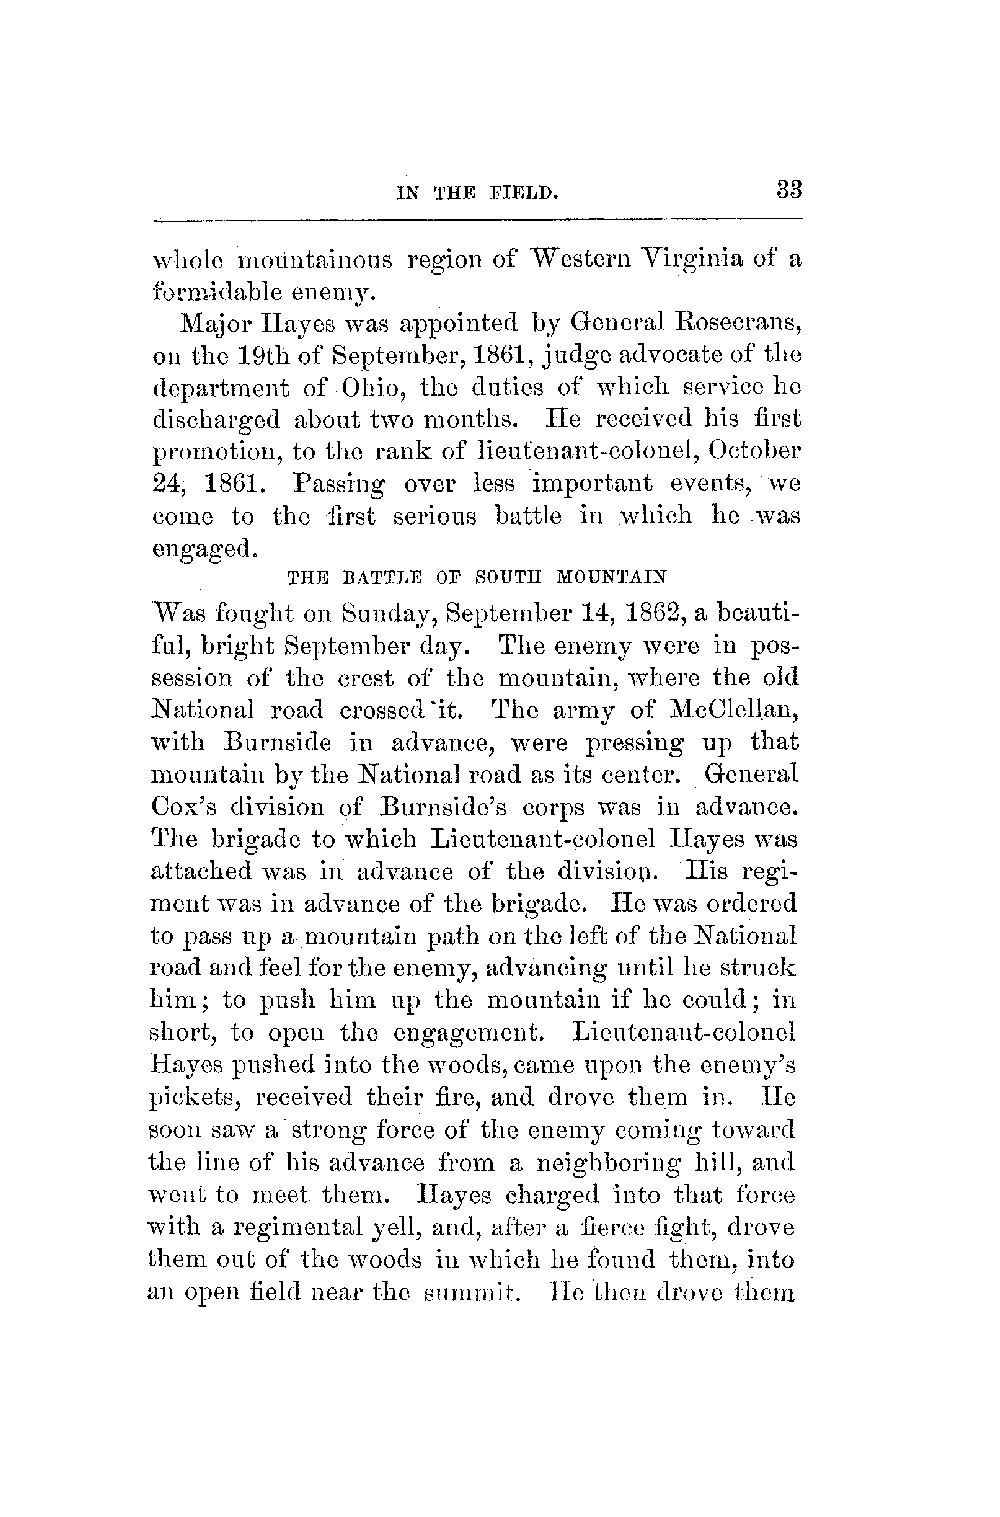 IN THE FIELD. 33
whole mountainous region of Western Virginia of a
formidable enemy.
Major Hayes was appointed by General Rosecrans,
on the 19th of September, 1861, judge advocate of the
department of Ohio, the duties of which service he
discharged about two months. He received his first
promotion, to the rank of lieutenant-colonel, October
24, 1861. Passing over less important events, we
come to the first serious battle in which he was
engaged.
THE BATTLE OF SOUTH MOUNTAIN
Was fought on Sunday, September 14, 1862, a beauti-
ful, bright September day. The enemy were in pos-
session of the crest of the mountain, where the old
National road crossed it. The army of McClellan,
with Burnside in advance, were pressing up that
mountain by the National road as its center. General
Cox's division of Burnside's corps was in advance.
The brigade to which Lieutenant-colonel Hayes was
attached was in advance of the division. His regi-
ment was in advance of the brigade. He was ordered
to pass up a mountain path on the left of the National
road and feel for the enemy, advancing until he struck
him; to push him up the mountain if he could; in
short, to open the engagement. Lieutenant-colonel
Hayes pushed into the woods, came upon the enemy's
pickets, received their fire, and drove them in. He
soon saw a strong force of the enemy coming toward
the line of his advance from a neighboring hill, and
went to meet them. Hayes charged into that force
with a regimental yell, and, after a fierce fight, drove
them out of the woods in which he found them, into
an open field near the summit. He then drove them